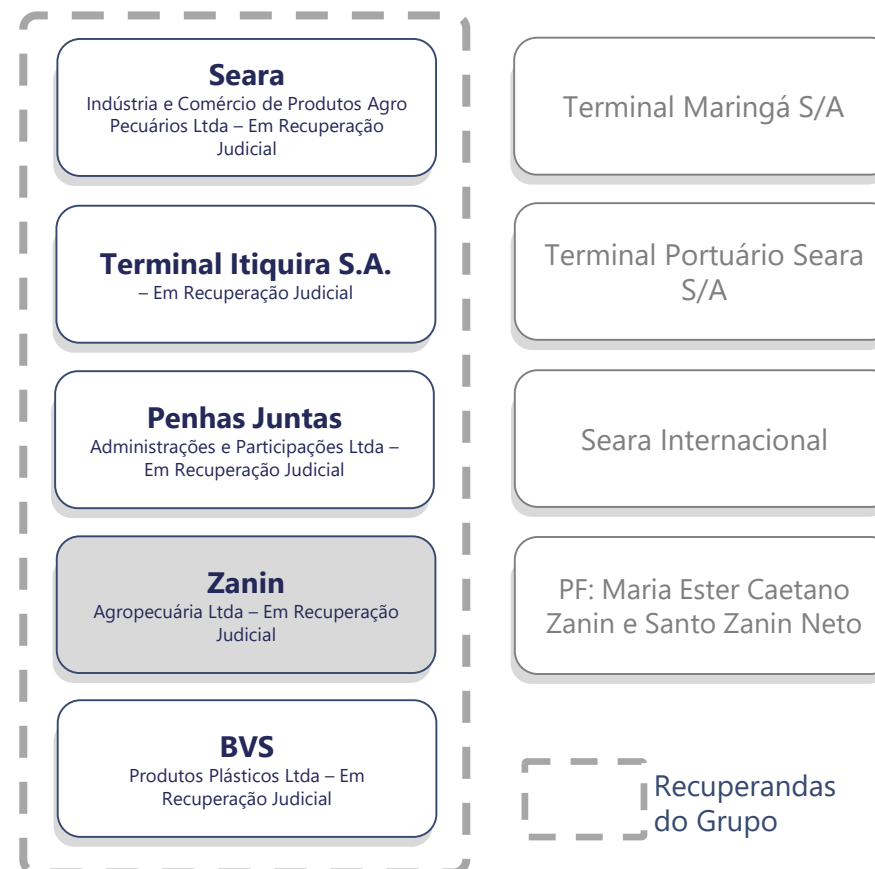 Seara
Indústria e Comércio de Produtos Agro
Pecuários Ltda – Em Recuperação
Judicial
Terminal Itiquira S.A.
– Em Recuperação Judicial
Penhas Juntas
Administrações e Participações Ltda –
Em Recuperação Judicial
Zanin
Agropecuária Ltda – Em Recuperação
Judicial
BVS
Produtos Plásticos Ltda – Em
Recuperação Judicial
Terminal Maringá S/A
Terminal Portuário Seara
S/A
Seara Internacional
PF: Maria Ester Caetano
Zanin e Santo Zanin Neto
Recuperandas
do Grupo